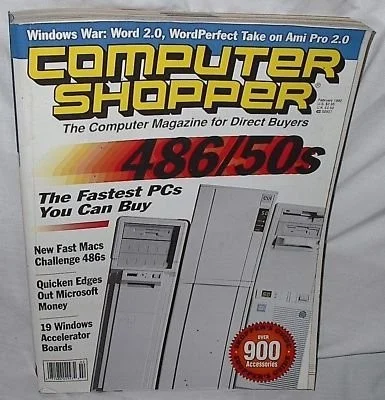 Windows War: Word 2.0, WordPerfect Take on Ami Pro 2.0
COMPUTER
SHOPPER
The Computer Magazine for Direct Buyers
February 1992
486/50s
The Fastest PCs
You Can Buy
New Fast Macs
Challenge 486s
Quicken Edges
Out Microsoft
Money
19 Windows
Accelerator
Boards
OVER
900
Accessories